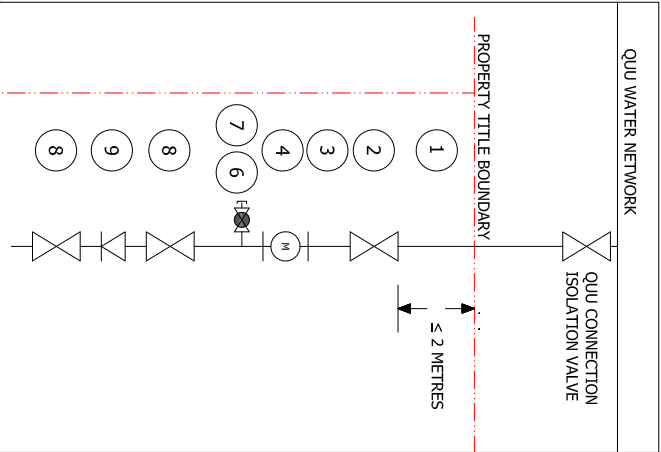 QUU WATER NETWORK
QUU CONNECTION
ISOLATION VALVE
PROPERTY TITLE BOUNDARY
≤ 2 METRES
1
2
3
4
M
7
6
8
9
8